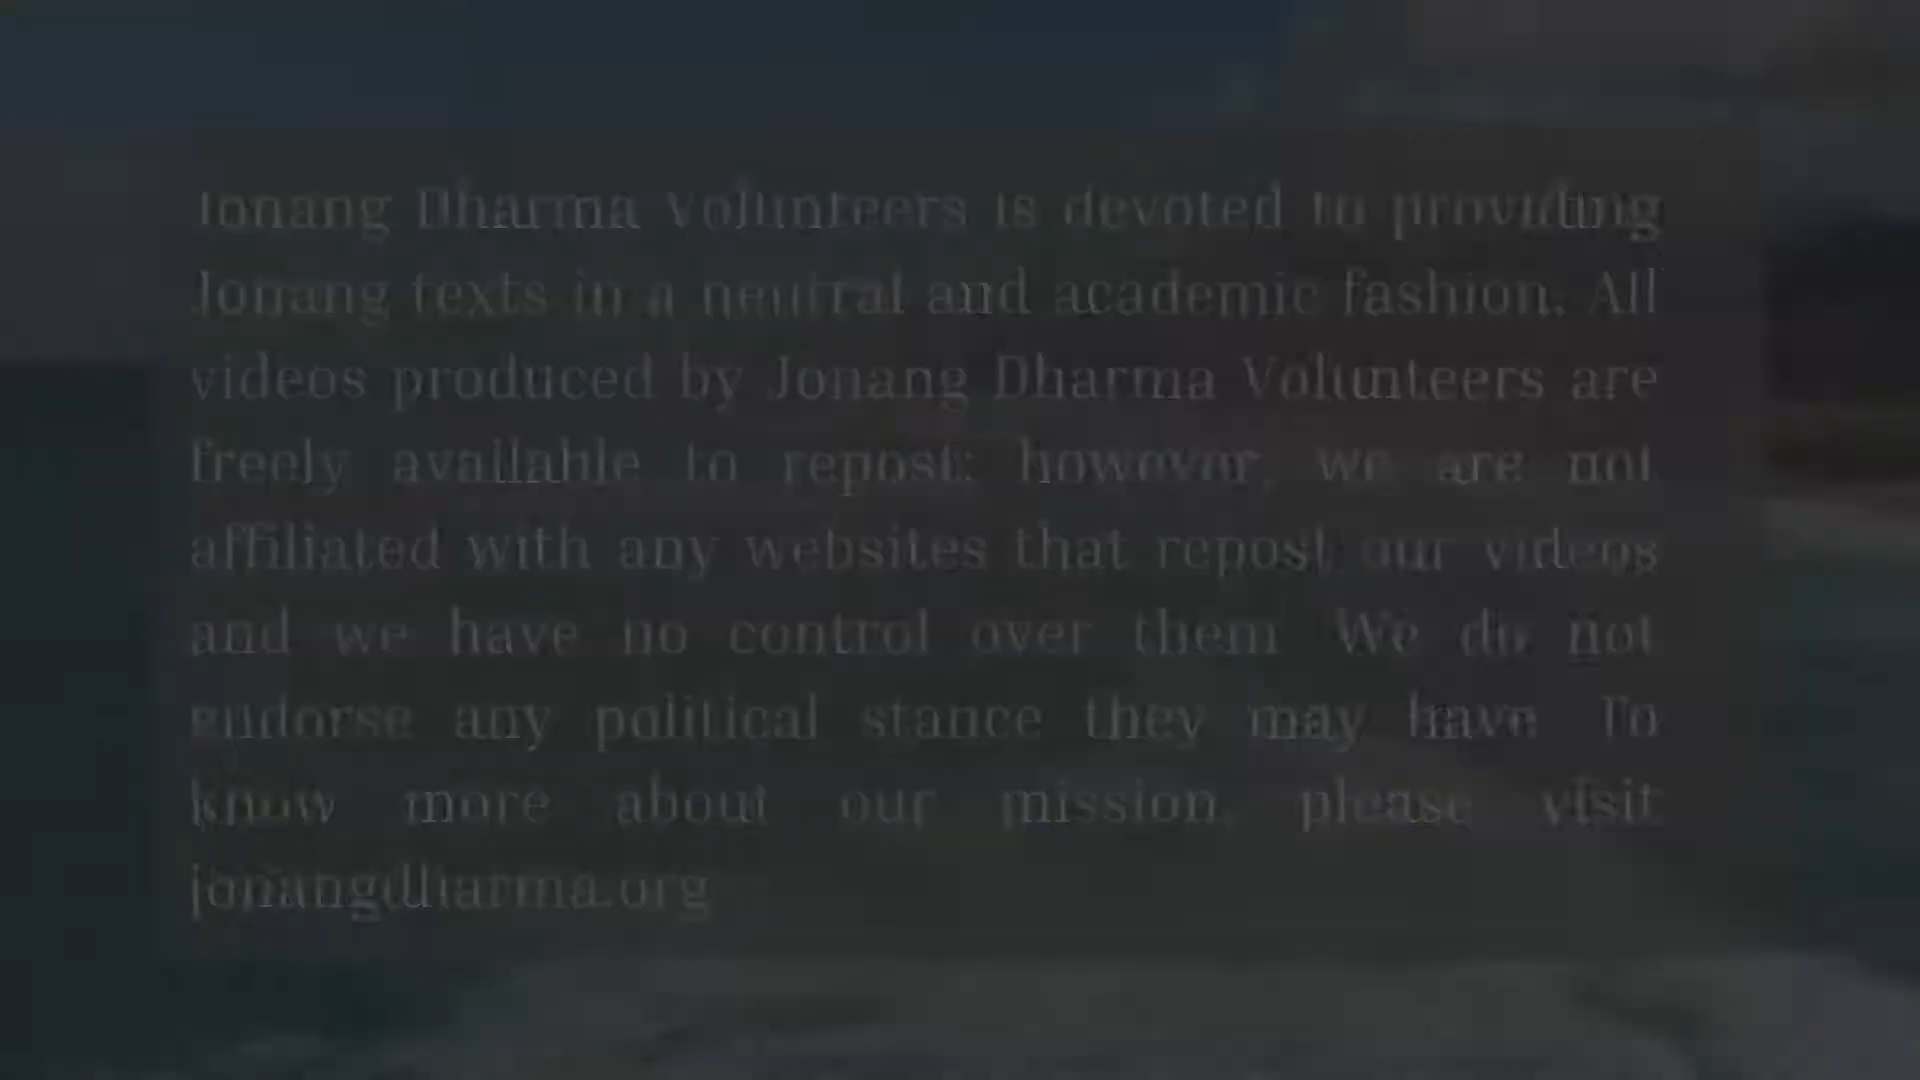 Jonang Dharma Volunteers is devoted to providing
Jonang texts in a neutral and academic fashion. All
videos produced by Jonang Dharma Volunteers are
freely available to repost; however, we are not
affiliated with any websites that repost our videos
and we have no control over them. We do not
endorse any political stance they may have. To
know more about our mission, please visit
jonangdharma.org